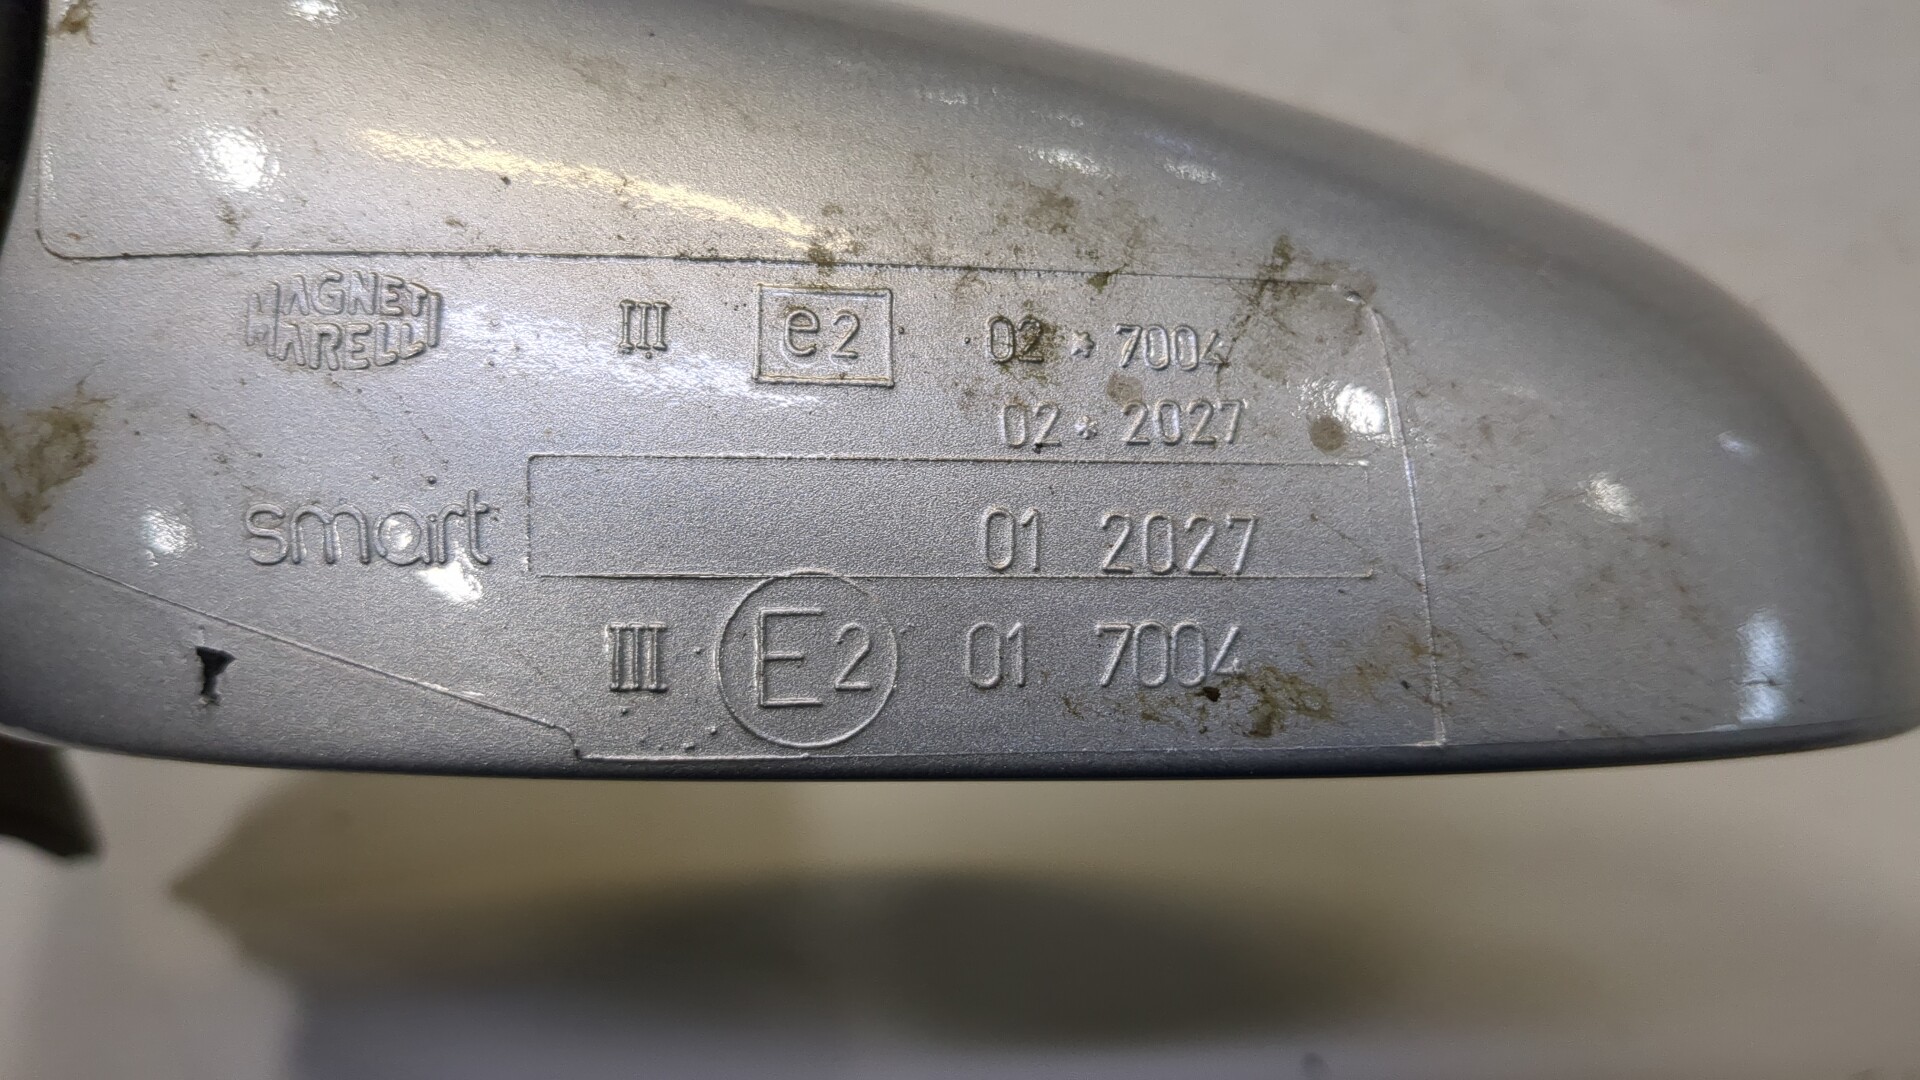 MAGNETI
MARELLI
III e2 02 * 7004
02 * 2027
smart 01 2027
III E2 01 7004